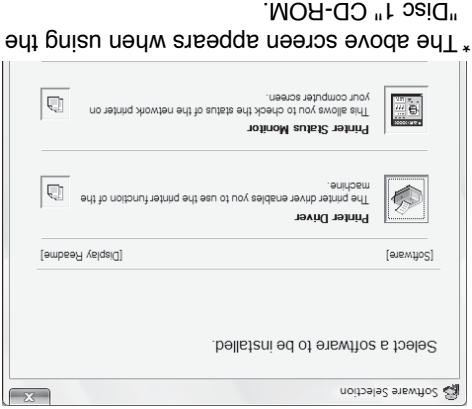 Software Selection
X
Select a software to be installed.
[Software] [Display Readme]
Printer Driver
The printer driver enables you to use the printer function of the
machine.
Printer Status Monitor
This allows you to check the status of the network printer on
your computer screen.
* The above screen appears when using the
"Disc 1" CD-ROM.